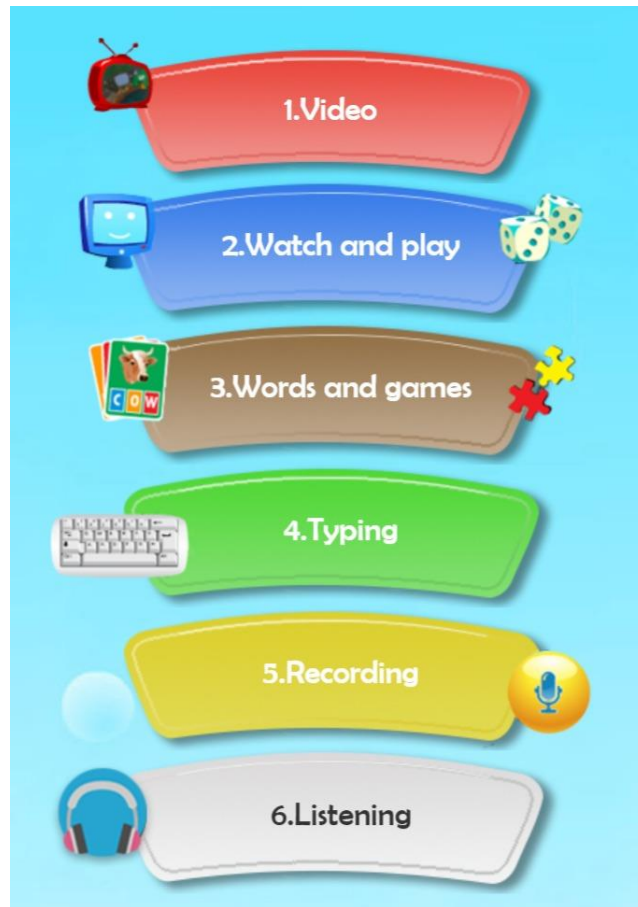 1.Video
2.Watch and play
3.Words and games
COW
4.Typing
5.Recording
6.Listening